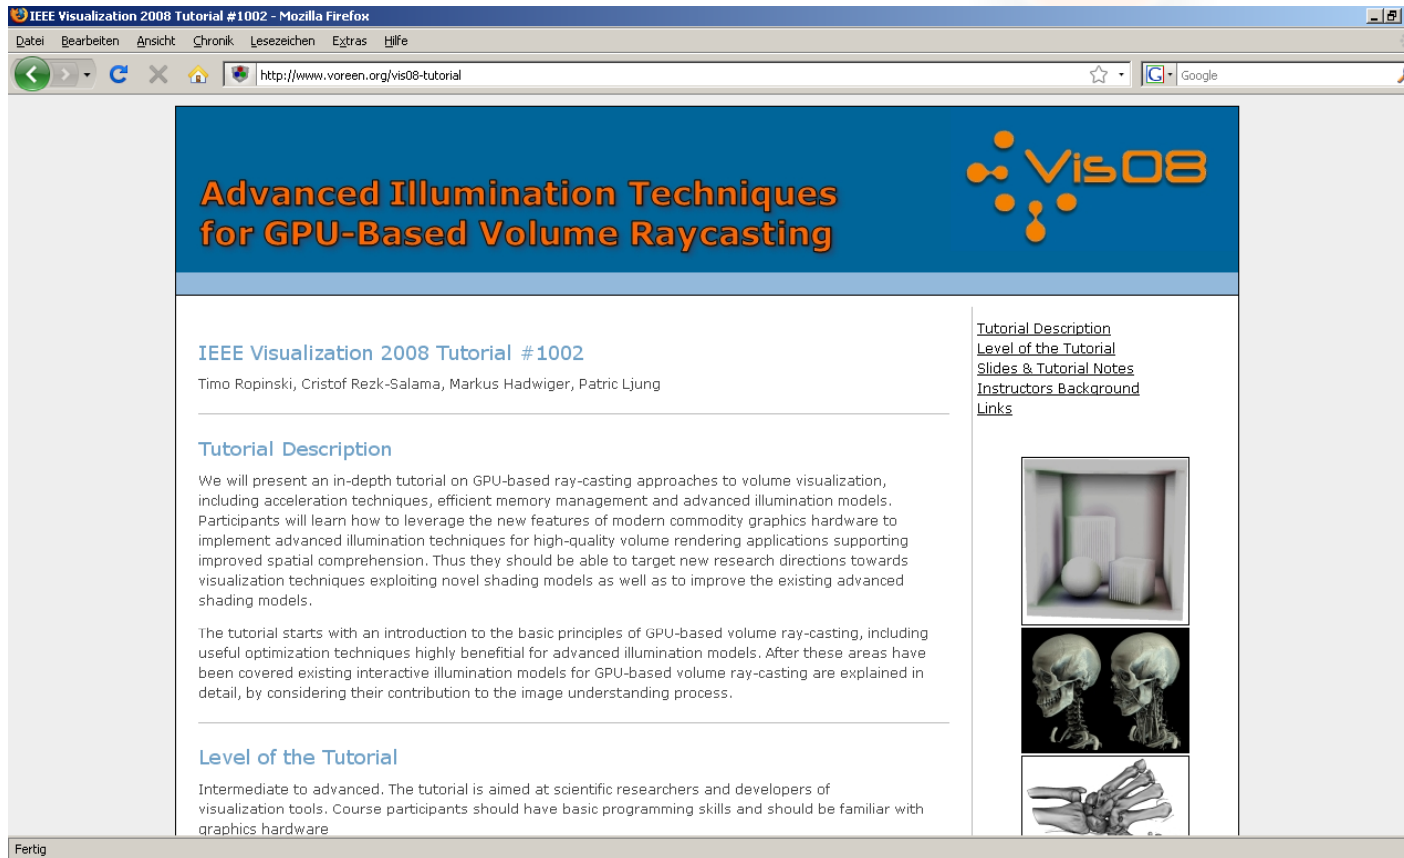 IEEE Visualization 2008 Tutorial #1002 - Mozilla Firefox
Datei Bearbeiten Ansicht Chronik Lesezeichen Extras Hilfe
http://www.voreen.org/vis08-tutorial
G Google
Vis08
Advanced Illumination Techniques
for GPU-Based Volume Raycasting
IEEE Visualization 2008 Tutorial #1002
Timo Ropinski, Cristof Rezk-Salama, Markus Hadwiger, Patric Ljung
Tutorial Description
We will present an in-depth tutorial on GPU-based ray-casting approaches to volume visualization,
including acceleration techniques, efficient memory management and advanced illumination models.
Participants will learn how to leverage the new features of modern commodity graphics hardware to
implement advanced illumination techniques for high-quality volume rendering applications supporting
improved spatial comprehension. Thus they should be able to target new research directions towards
visualization techniques exploiting novel shading models as well as to improve the existing advanced
shading models.
The tutorial starts with an introduction to the basic principles of GPU-based volume ray-casting, including
useful optimization techniques highly benefitial for advanced illumination models. After these areas have
been covered existing interactive illumination models for GPU-based volume ray-casting are explained in
detail, by considering their contribution to the image understanding process.
Level of the Tutorial
Intermediate to advanced. The tutorial is aimed at scientific researchers and developers of
visualization tools. Course participants should have basic programming skills and should be familiar with
graphics hardware
Tutorial Description
Level of the Tutorial
Slides & Tutorial Notes
Instructors Background
Links
Fertig